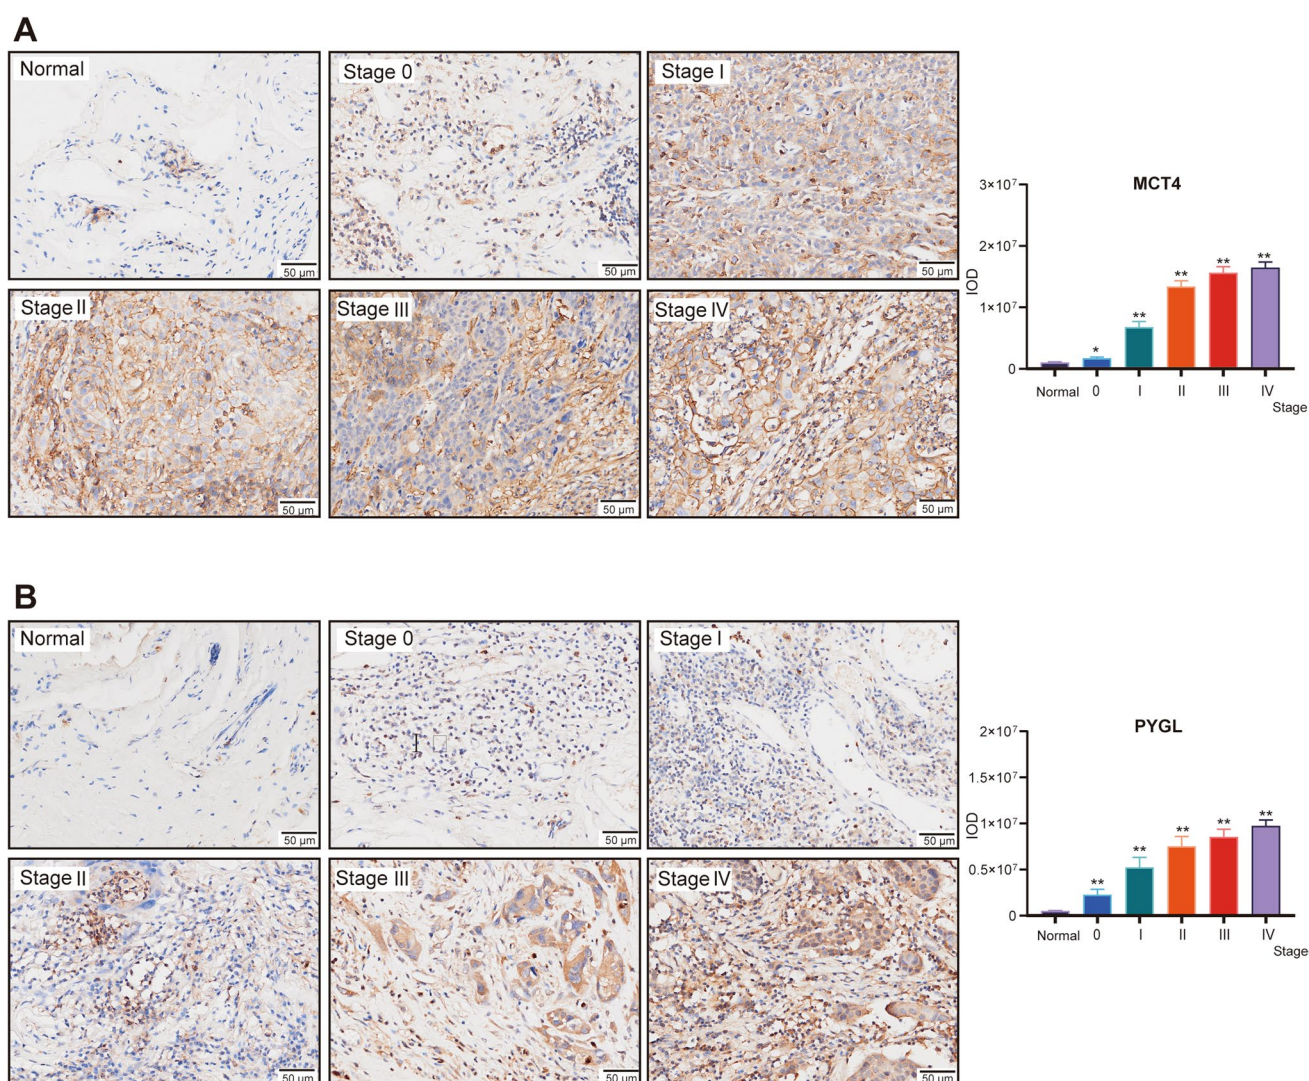 A
Normal
Stage 0
Stage I
50 µm
50 µm
50 µm
Stage II
Stage III
Stage IV
50 µm
50 µm
50 µm
MCT4
3×10⁷
2×10⁷
1×10⁷
0
IOD
*
**
**
**
**
Normal 0 I II III IV
Stage
B
Normal
Stage 0
Stage I
50 µm
50 µm
50 µm
Stage II
Stage III
Stage IV
50 µm
50 µm
50 µm
PYGL
2×10⁷
1.5×10⁷
1×10⁷
0.5×10⁷
0
IOD
**
**
**
**
**
Normal 0 I II III IV
Stage